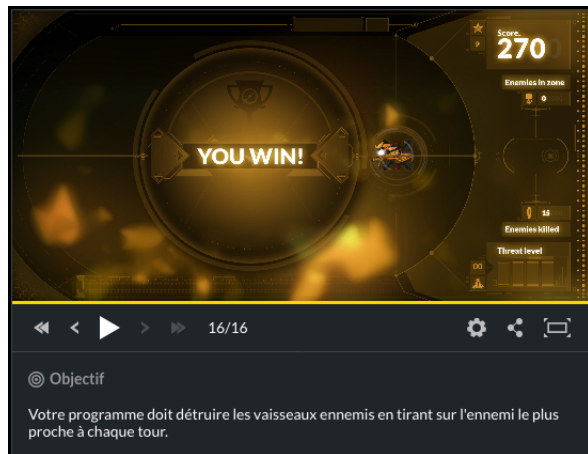 Score
270
Enemies in zone
0
YOU WIN!
15
Enemies killed
Threat level
16/16
Objectif
Votre programme doit détruire les vaisseaux ennemis en tirant sur l'ennemi le plus
proche à chaque tour.